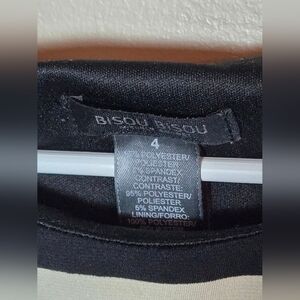 BISOU BISOU
4
POLYESTER/
POLIESTER
SPANDEX
CONTRAST/
CONTRASTE:
95% POLYESTER/
POLIESTER
5% SPANDEX
LINING/FORRO:
100% POLYESTER/